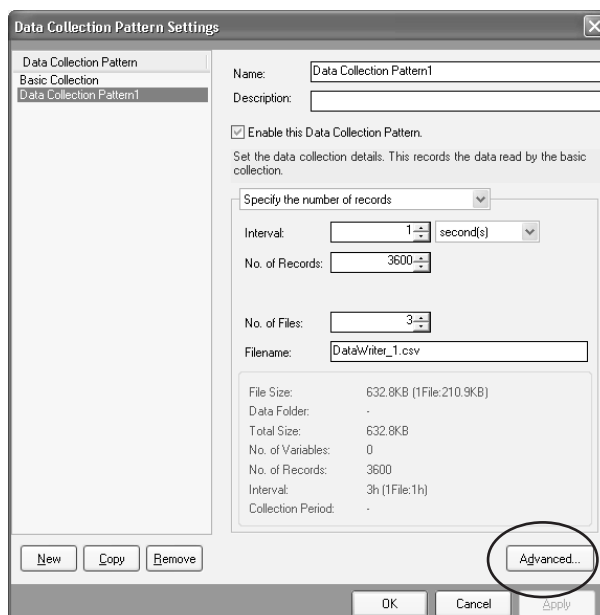 Data Collection Pattern Settings
Data Collection Pattern
Basic Collection
Data Collection Pattern1
Name: Data Collection Pattern1
Description:
Enable this Data Collection Pattern.
Set the data collection details. This records the data read by the basic
collection.
Specify the number of records
Interval: 1 second(s)
No. of Records: 3600
No. of Files: 3
Filename: DataWriter_1.csv
File Size: 632.8KB (1File:210.9KB)
Data Folder: -
Total Size: 632.8KB
No. of Variables: 0
No. of Records: 3600
Interval: 3h (1File:1h)
Collection Period: -
New Copy Remove Advanced...
OK Cancel Apply